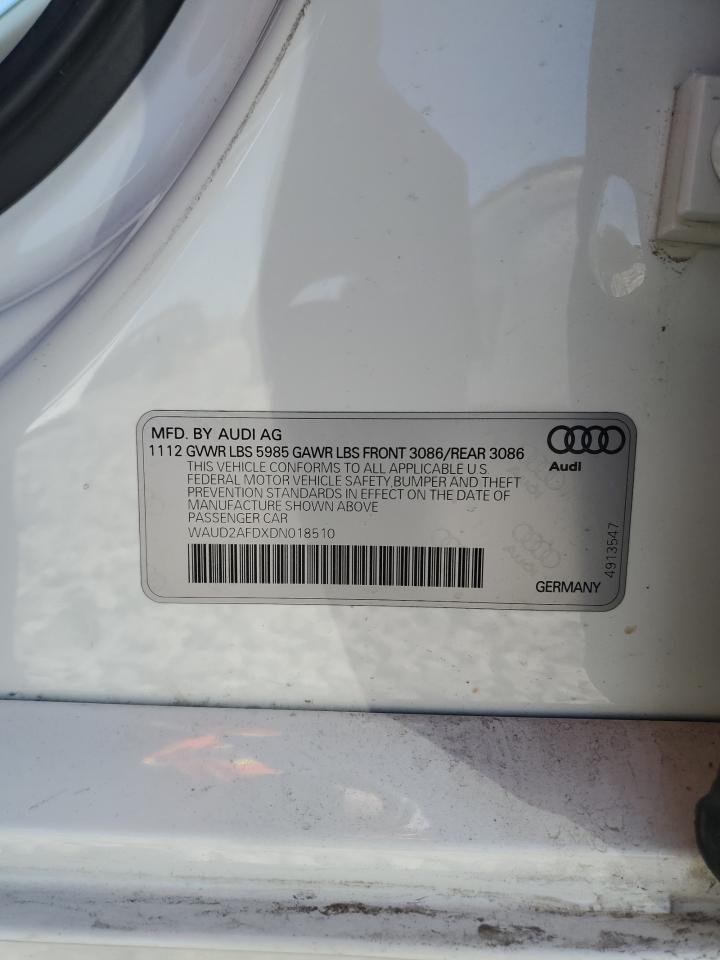 MFD. BY AUDI AG
1112 GVWR LBS 5985 GAWR LBS FRONT 3086/REAR 3086
THIS VEHICLE CONFORMS TO ALL APPLICABLE U S
FEDERAL MOTOR VEHICLE SAFETY,BUMPER AND THEFT
PREVENTION STANDARDS IN EFFECT ON THE DATE OF
MANUFACTURE SHOWN ABOVE
PASSENGER CAR
WAUD2AFDXDN018510
Audi
Audi
Audi
4913547
GERMANY